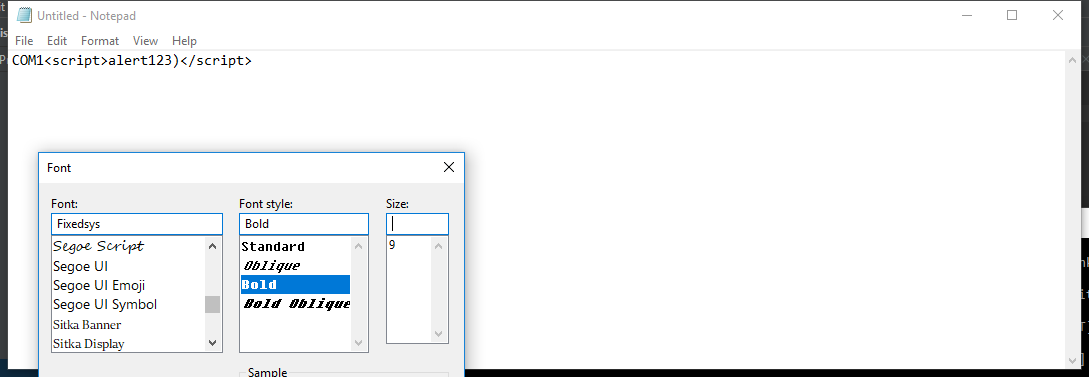 Untitled - Notepad
File Edit Format View Help
COM1<script>alert123)</script>
Font
Font: Font style: Size:
Fixedsys Bold
Segoe Script Standard 9
Segoe UI Oblique
Segoe UI Emoji Bold
Segoe UI Symbol Bold Oblique
Sitka Banner
Sitka Display
Sample